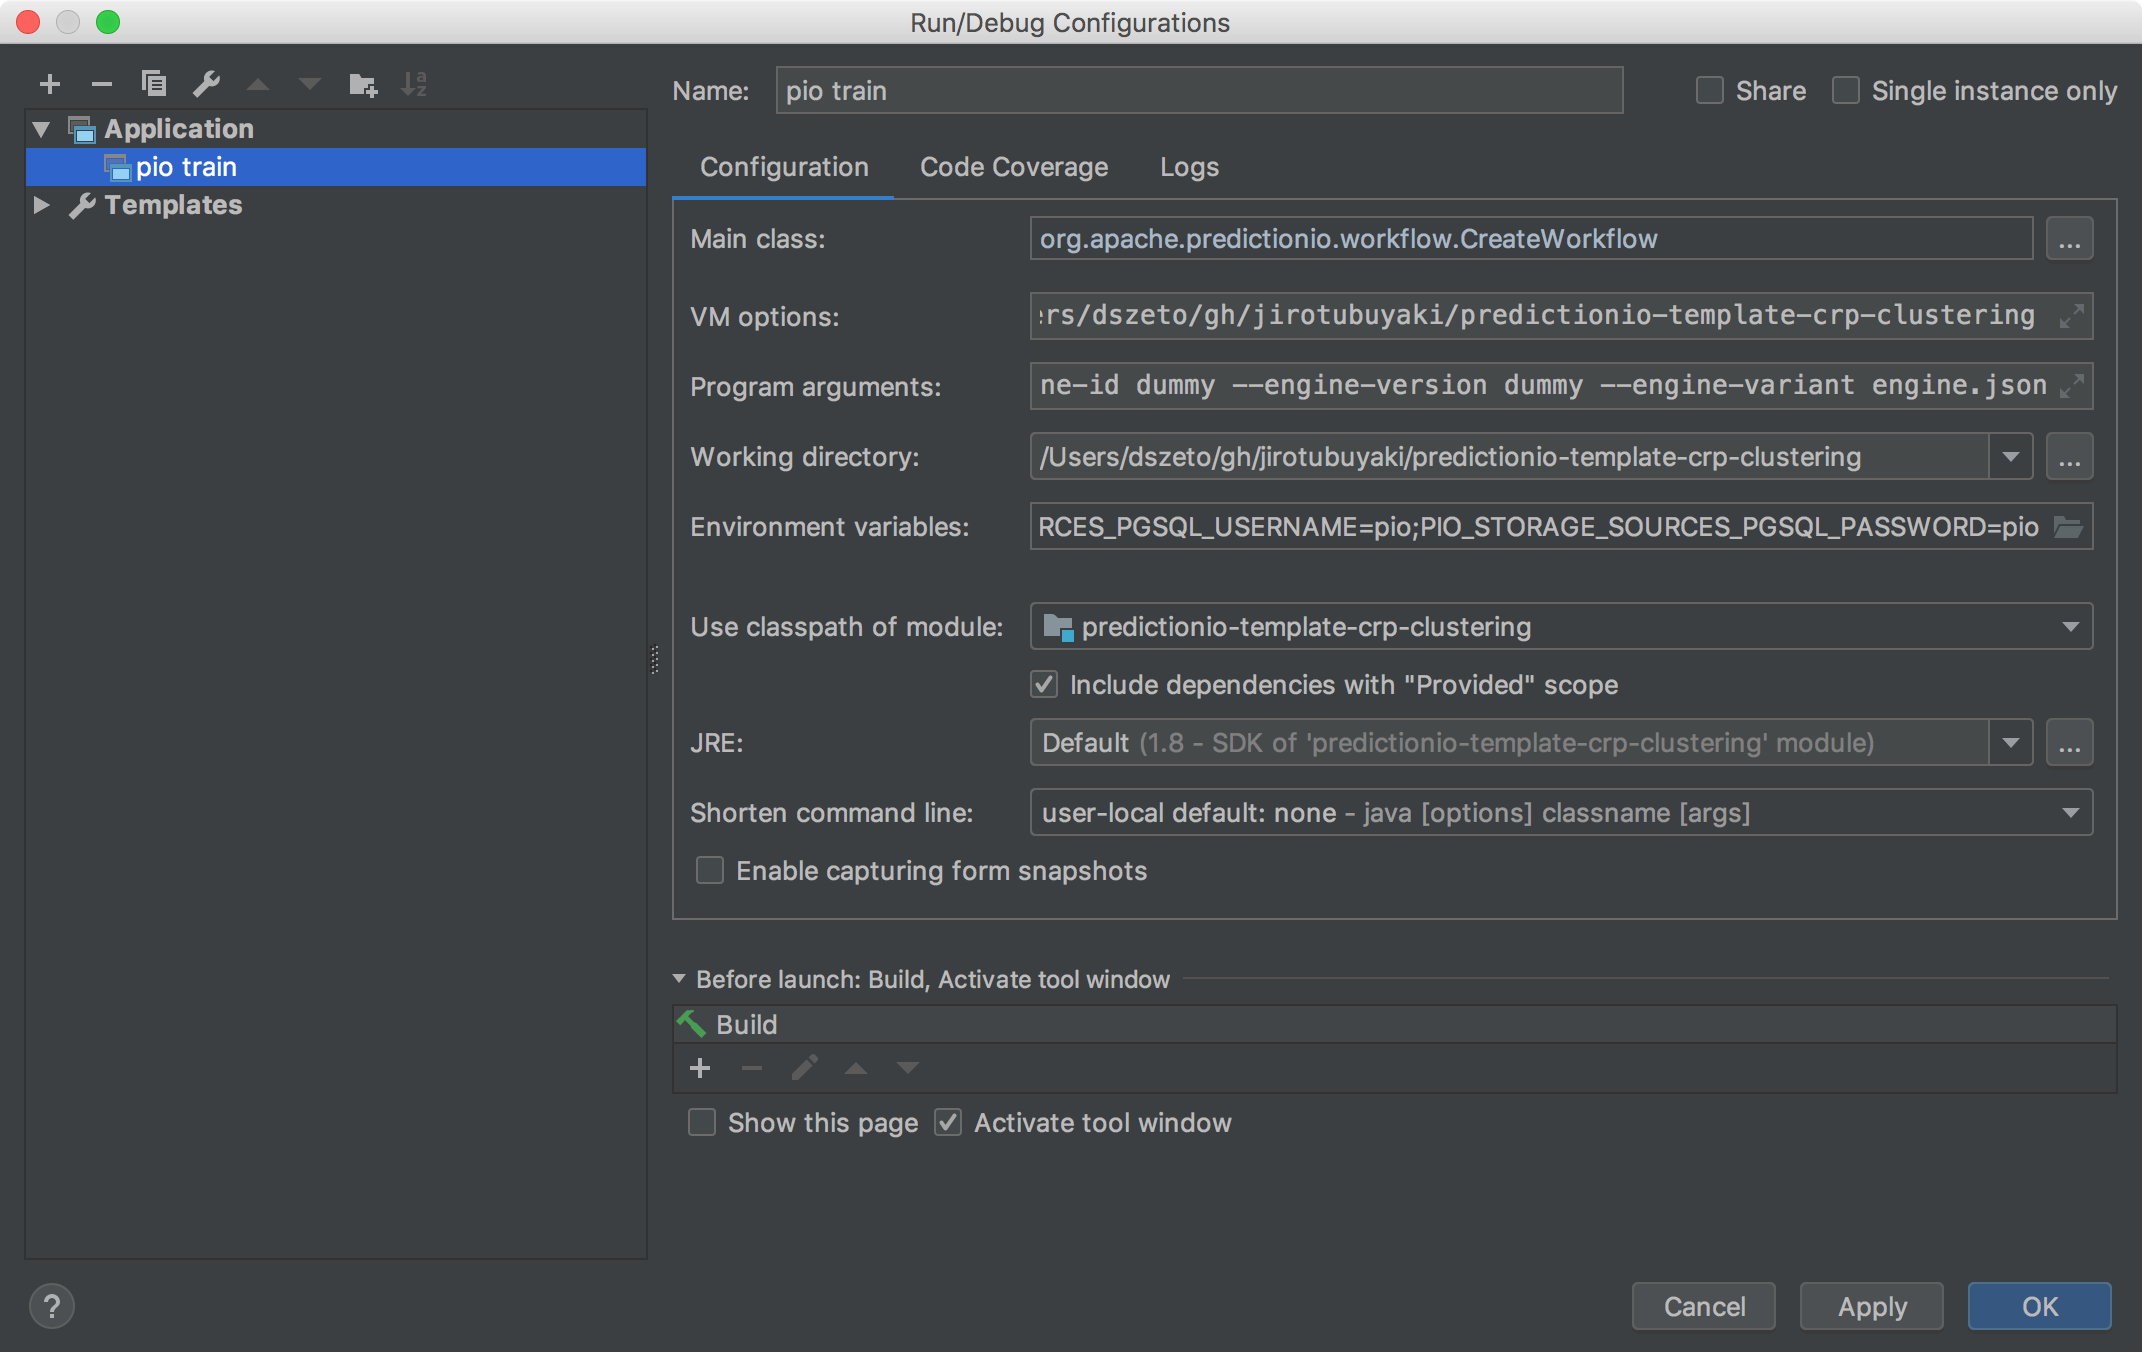 Run/Debug Configurations
Application
pio train
Templates
Name: pio train Share Single instance only
Configuration Code Coverage Logs
Main class: org.apache.predictionio.workflow.CreateWorkflow ...
VM options: ers/dszeto/gh/jirotubuyaki/predictionio-template-crp-clustering
Program arguments: ne-id dummy --engine-version dummy --engine-variant engine.json
Working directory: /Users/dszeto/gh/jirotubuyaki/predictionio-template-crp-clustering ...
Environment variables: RCES_PGSQL_USERNAME=pio;PIO_STORAGE_SOURCES_PGSQL_PASSWORD=pio
Use classpath of module: predictionio-template-crp-clustering
Include dependencies with "Provided" scope
JRE: Default (1.8 - SDK of 'predictionio-template-crp-clustering' module) ...
Shorten command line: user-local default: none - java [options] classname [args]
Enable capturing form snapshots
Before launch: Build, Activate tool window
Build
Show this page Activate tool window
? Cancel Apply OK